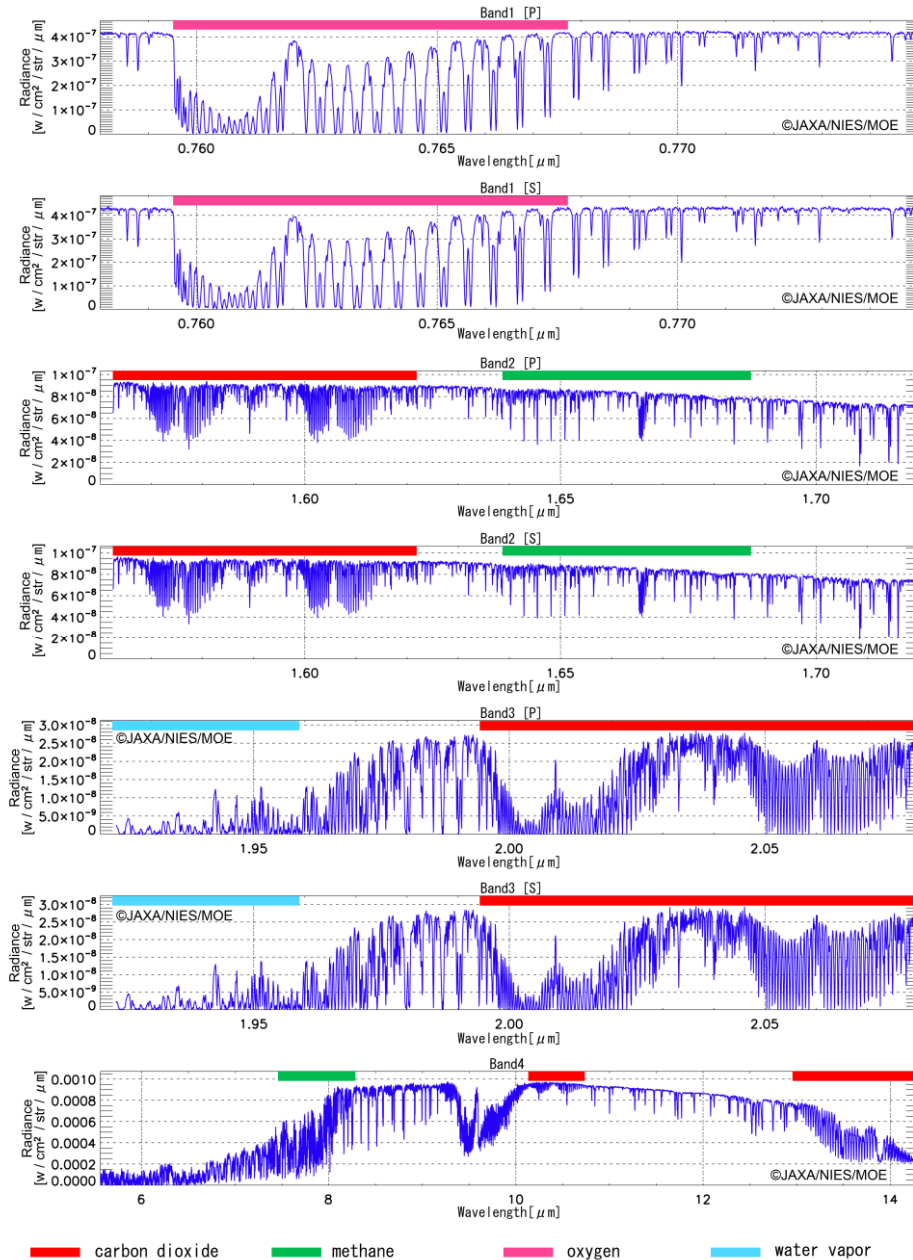 Band1 [P]
Radiance
[w / cm² / str / μm]
4×10⁻⁷
3×10⁻⁷
2×10⁻⁷
1×10⁻⁷
0
©JAXA/NIES/MOE
0.760 0.765 0.770
Wavelength[μm]
Band1 [S]
Radiance
[w / cm² / str / μm]
4×10⁻⁷
3×10⁻⁷
2×10⁻⁷
1×10⁻⁷
0
©JAXA/NIES/MOE
0.760 0.765 0.770
Wavelength[μm]
Band2 [P]
Radiance
[w / cm² / str / μm]
1×10⁻⁷
8×10⁻⁸
6×10⁻⁸
4×10⁻⁸
2×10⁻⁸
0
©JAXA/NIES/MOE
1.60 1.65 1.70
Wavelength[μm]
Band2 [S]
Radiance
[w / cm² / str / μm]
1×10⁻⁷
8×10⁻⁸
6×10⁻⁸
4×10⁻⁸
2×10⁻⁸
0
©JAXA/NIES/MOE
1.60 1.65 1.70
Wavelength[μm]
Band3 [P]
Radiance
[w / cm² / str / μm]
3.0×10⁻⁸
2.5×10⁻⁸
1.5×10⁻⁸
1.0×10⁻⁸
5.0×10⁻⁹
0
©JAXA/NIES/MOE
1.95 2.00 2.05
Wavelength[μm]
Band3 [S]
Radiance
[w / cm² / str / μm]
3.0×10⁻⁸
2.5×10⁻⁸
1.5×10⁻⁸
1.0×10⁻⁸
5.0×10⁻⁹
0
©JAXA/NIES/MOE
1.95 2.00 2.05
Wavelength[μm]
Band4
Radiance
[w / cm² / str / μm]
0.0010
0.0008
0.0006
0.0004
0.0002
0.0000
©JAXA/NIES/MOE
6 8 10 12 14
Wavelength[μm]
carbon dioxide methane oxygen water vapor